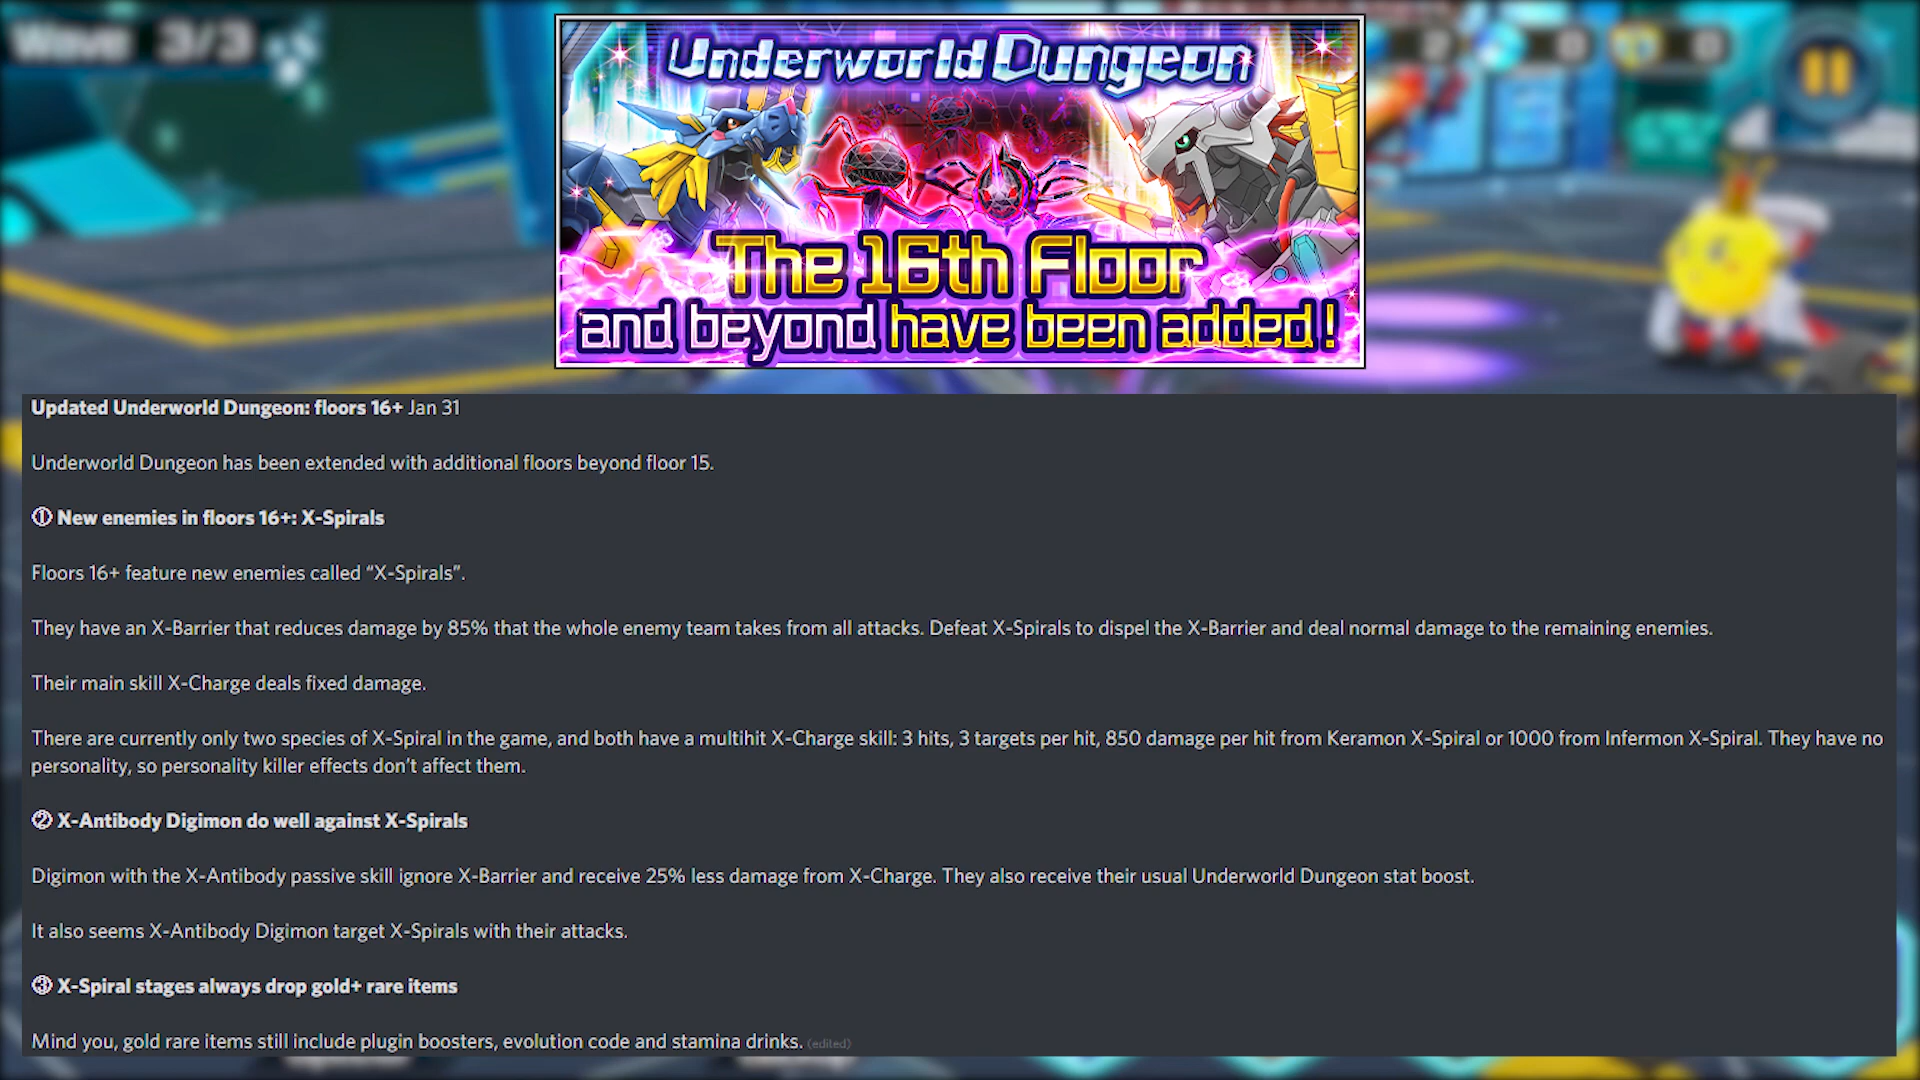 Wave 3/3
Underworld Dungeon
The 16th Floor
and beyond have been added!
Updated Underworld Dungeon: floors 16+ Jan 31
Underworld Dungeon has been extended with additional floors beyond floor 15.
① New enemies in floors 16+: X-Spirals
Floors 16+ feature new enemies called “X-Spirals”.
They have an X-Barrier that reduces damage by 85% that the whole enemy team takes from all attacks. Defeat X-Spirals to dispel the X-Barrier and deal normal damage to the remaining enemies.
Their main skill X-Charge deals fixed damage.
There are currently only two species of X-Spiral in the game, and both have a multihit X-Charge skill: 3 hits, 3 targets per hit, 850 damage per hit from Keramon X-Spiral or 1000 from Infermon X-Spiral. They have no
personality, so personality killer effects don’t affect them.
② X-Antibody Digimon do well against X-Spirals
Digimon with the X-Antibody passive skill ignore X-Barrier and receive 25% less damage from X-Charge. They also receive their usual Underworld Dungeon stat boost.
It also seems X-Antibody Digimon target X-Spirals with their attacks.
③ X-Spiral stages always drop gold+ rare items
Mind you, gold rare items still include plugin boosters, evolution code and stamina drinks. (edited)